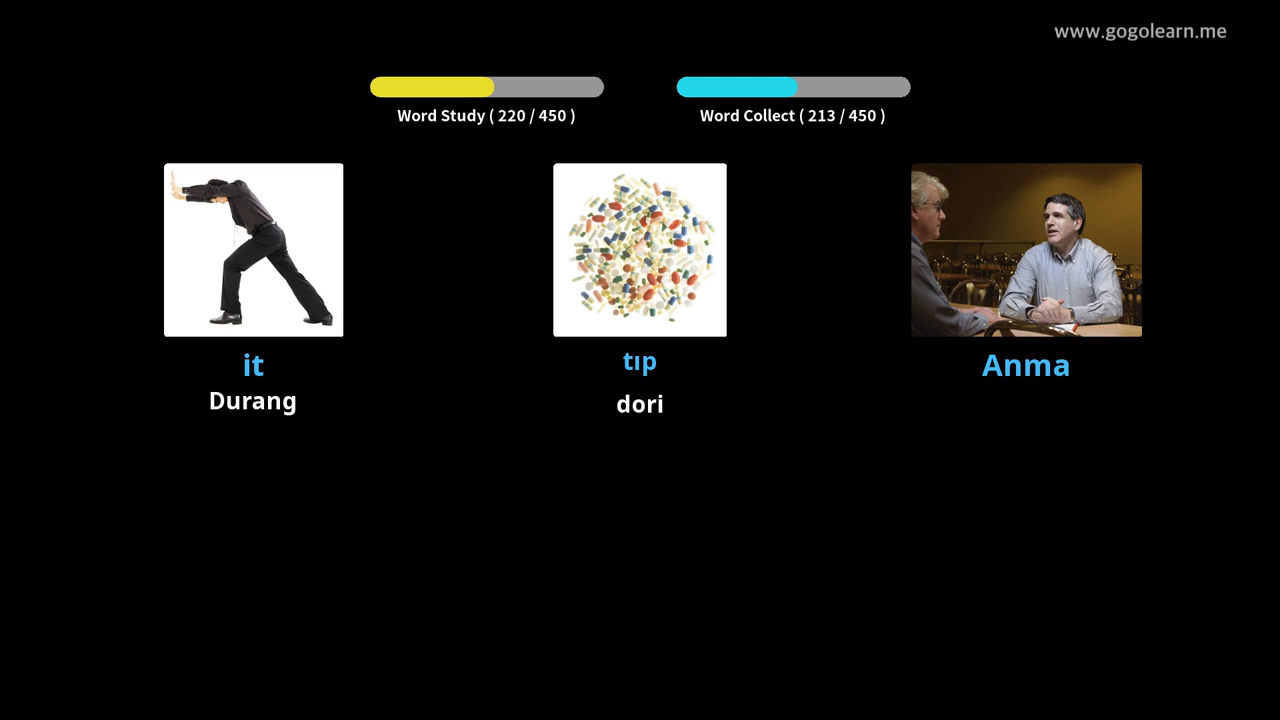 www.gogolearn.me
Word Study ( 220 / 450 )
Word Collect ( 213 / 450 )
it
Durang
tıp
dori
Anma